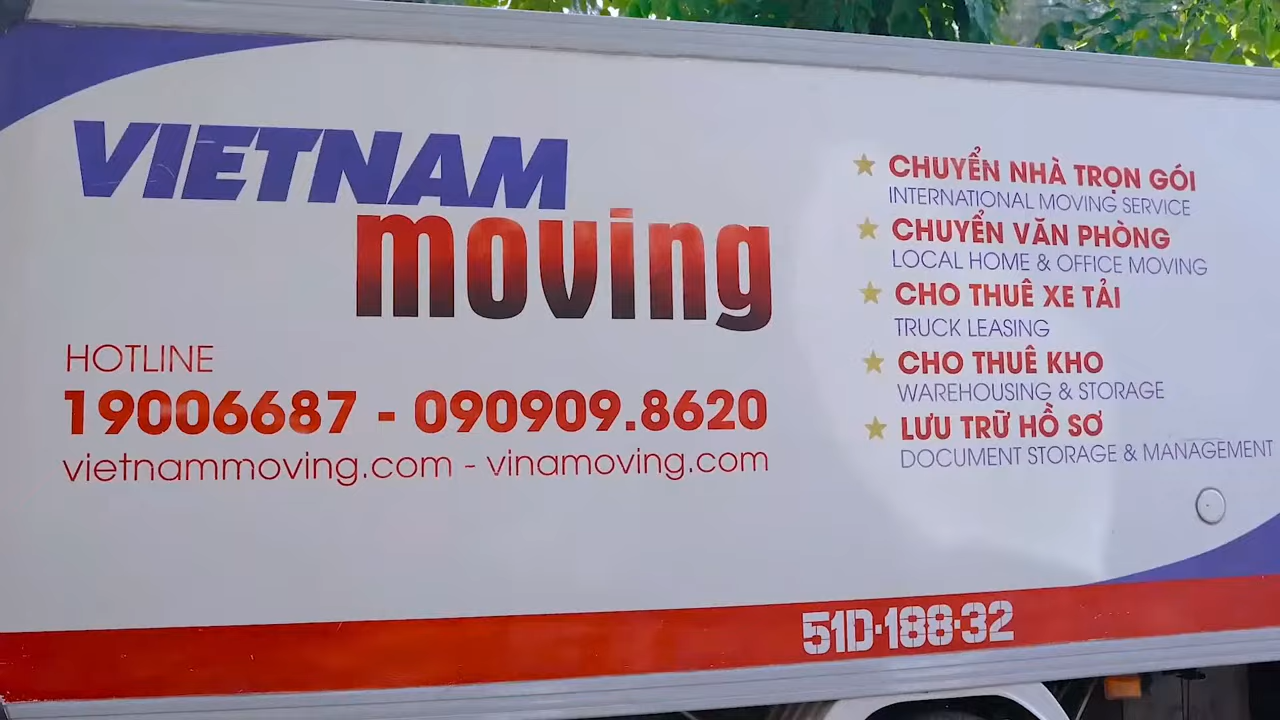 VIETNAM
moving
HOTLINE
19006687 - 090909.8620
vietnammoving.com - vinamoving.com
CHUYỂN NHÀ TRỌN GÓI
INTERNATIONAL MOVING SERVICE
CHUYỂN VĂN PHÒNG
LOCAL HOME & OFFICE MOVING
CHO THUÊ XE TẢI
TRUCK LEASING
CHO THUÊ KHO
WAREHOUSING & STORAGE
LƯU TRỮ HỒ SƠ
DOCUMENT STORAGE & MANAGEMENT
51D·188·32